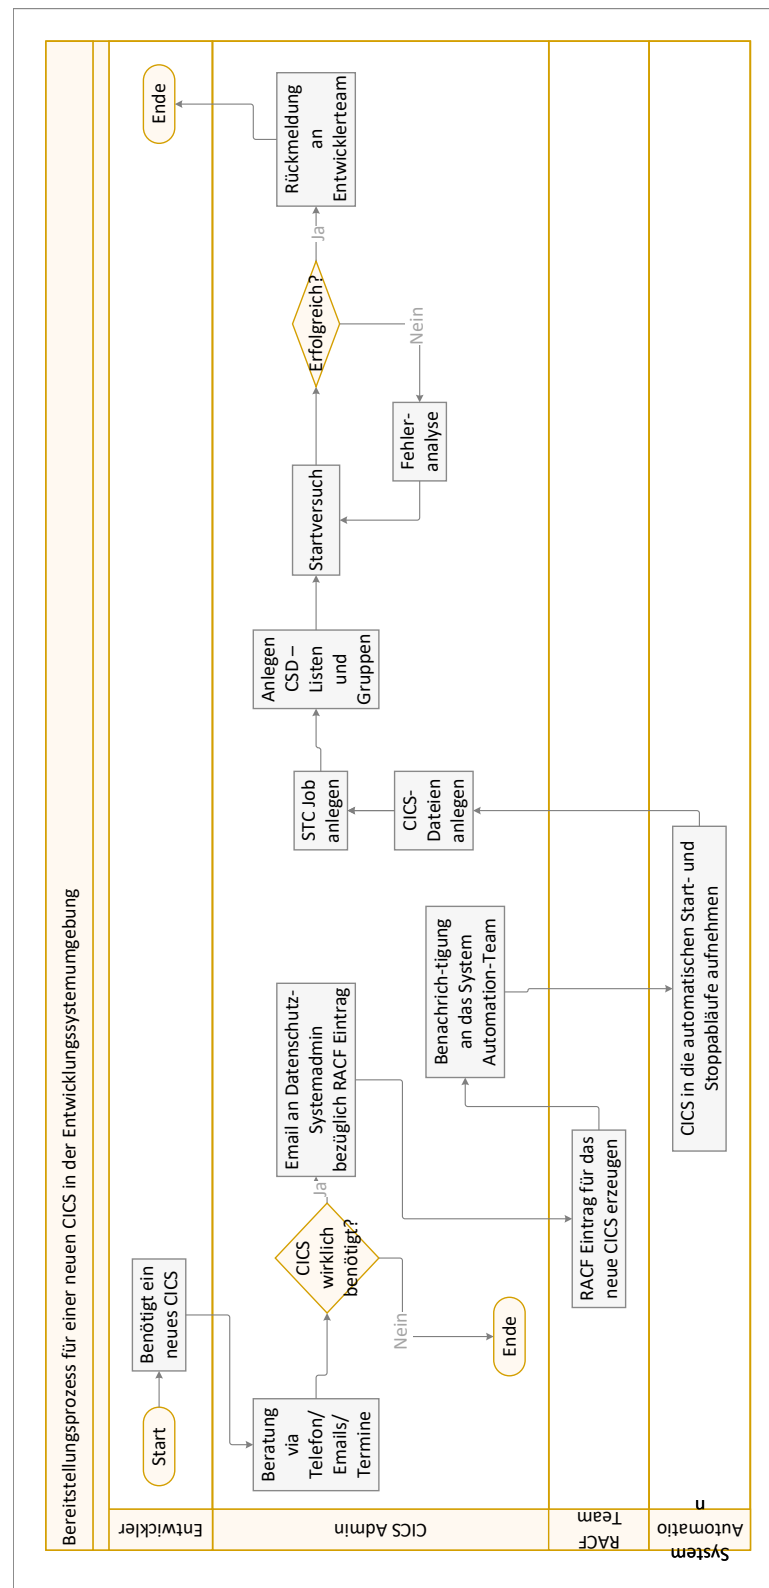 Bereitstellungsprozess für einer neuen CICS in der Entwicklungssystemumgebung
Entwickler
Start
Benötigt ein
neues CICS
Ende
CICS Admin
Beratung
via
Telefon/
Emails/
Termine
CICS
wirklich
benötigt?
Ja
Nein
Ende
Email an Datenschutz-
Systemadmin
bezüglich RACF Eintrag
Benachrich-tigung
an das System
Automation-Team
CICS-
Dateien
anlegen
STC Job
anlegen
Anlegen
CSD –
Listen
und
Gruppen
Startversuch
Erfolgreich?
Ja
Nein
Fehler-
analyse
Rückmeldung
an
Entwicklerteam
RACF
Team
RACF Eintrag für das
neue CICS erzeugen
System
Automatio
n
CICS in die automatischen Start- und
Stoppabläufe aufnehmen